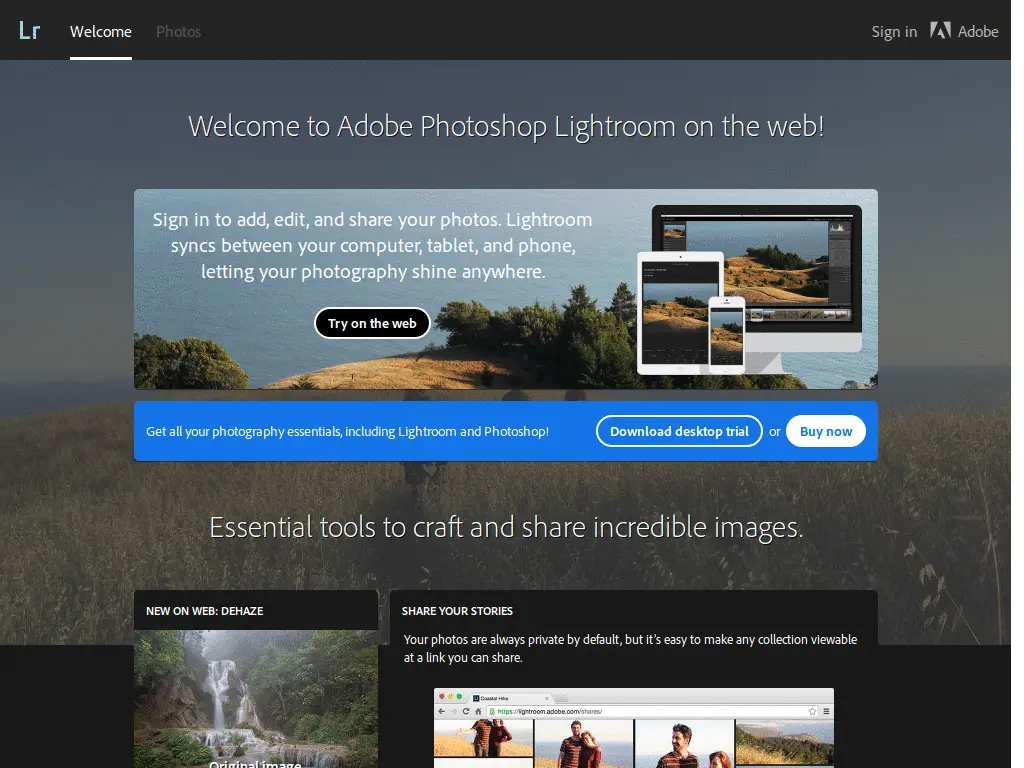 Lr Welcome Photos Sign in Adobe
Welcome to Adobe Photoshop Lightroom on the web!
Sign in to add, edit, and share your photos. Lightroom
syncs between your computer, tablet, and phone,
letting your photography shine anywhere.
Try on the web
Get all your photography essentials, including Lightroom and Photoshop! Download desktop trial or Buy now
Essential tools to craft and share incredible images.
NEW ON WEB: DEHAZE
Original image
SHARE YOUR STORIES
Your photos are always private by default, but it's easy to make any collection viewable
at a link you can share.
Coastal Hike
https://lightroom.adobe.com/shares/